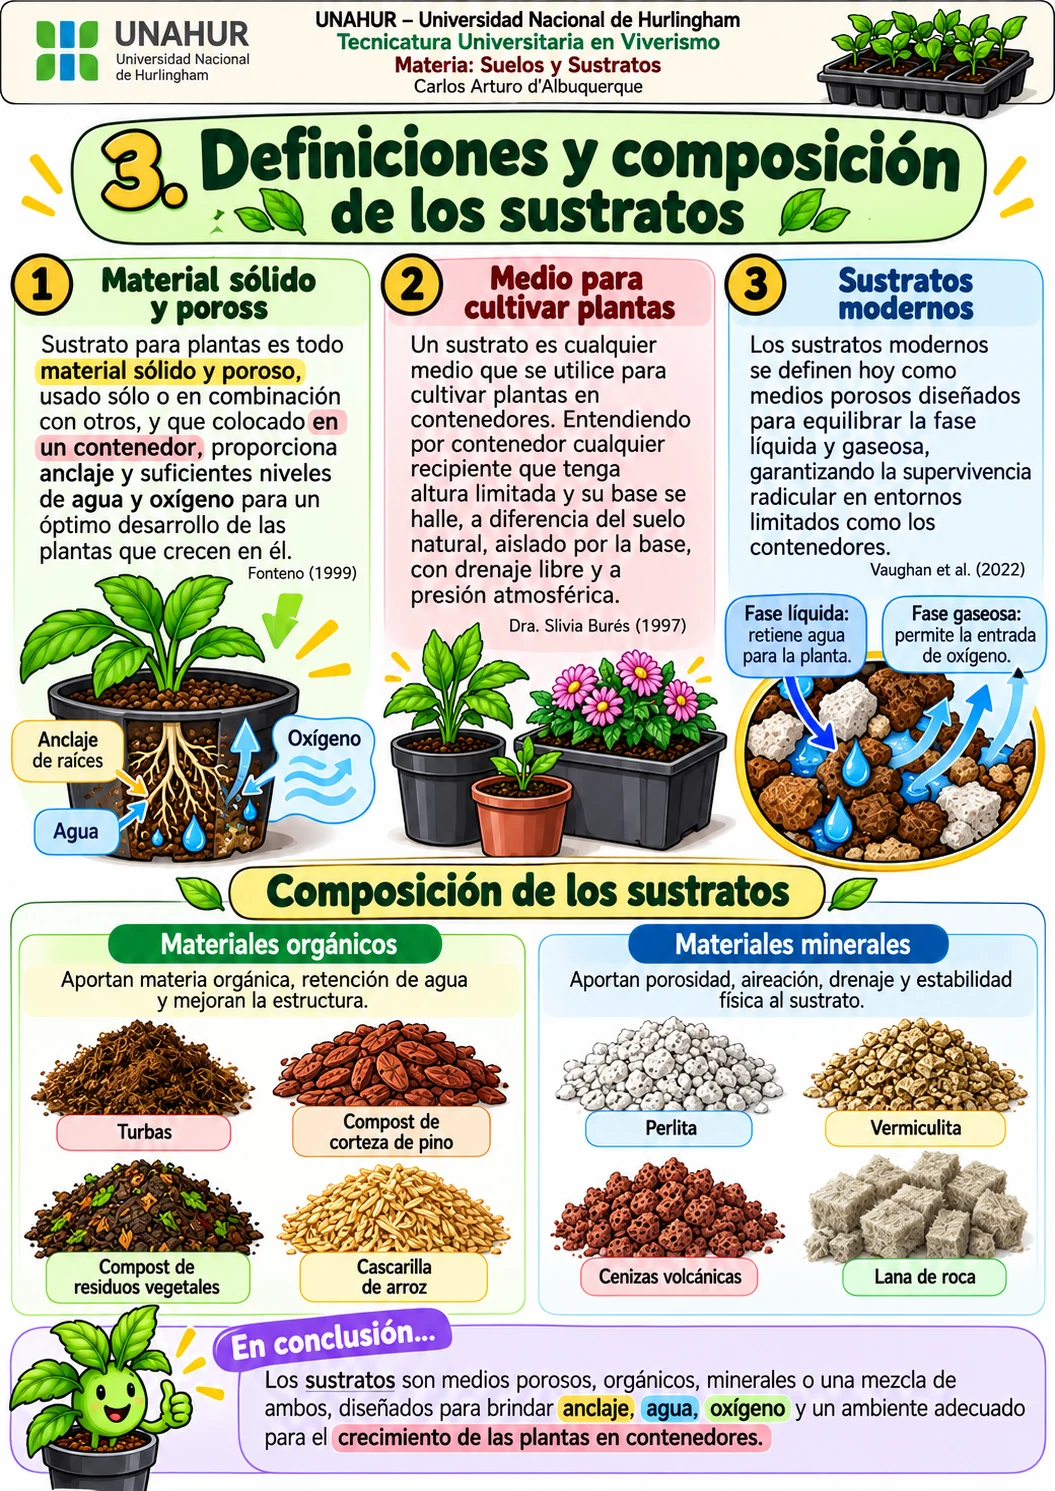 UNAHUR
Universidad Nacional
de Hurlingham
UNAHUR – Universidad Nacional de Hurlingham
Tecnicatura Universitaria en Viverismo
Materia: Suelos y Sustratos
Carlos Arturo d'Albuquerque
3. Definiciones y composición
de los sustratos
1
Material sólido
y poross
Sustrato para plantas es todo
material sólido y poroso,
usado sólo o en combinación
con otros, y que colocado en
un contenedor, proporciona
anclaje y suficientes niveles
de agua y oxígeno para un
óptimo desarrollo de las
plantas que crecen en él.
Fonteno (1999)
Anclaje
de raíces
Agua
Oxígeno
2
Medio para
cultivar plantas
Un sustrato es cualquier
medio que se utilice para
cultivar plantas en
contenedores. Entendiendo
por contenedor cualquier
recipiente que tenga
altura limitada y su base se
halle, a diferencia del suelo
natural, aislado por la base,
con drenaje libre y a
presión atmosférica.
Dra. Slivia Burés (1997)
3
Sustratos
modernos
Los sustratos modernos
se definen hoy como
medios porosos diseñados
para equilibrar la fase
líquida y gaseosa,
garantizando la supervivencia
radicular en entornos
limitados como los
contenedores.
Vaughan et al. (2022)
Fase líquida:
retiene agua
para la planta.
Fase gaseosa:
permite la entrada
de oxígeno.
Composición de los sustratos
Materiales orgánicos
Aportan materia orgánica, retención de agua
y mejoran la estructura.
Turbas
Compost de
corteza de pino
Compost de
residuos vegetales
Cascarilla
de arroz
Materiales minerales
Aportan porosidad, aireación, drenaje y estabilidad
física al sustrato.
Perlita
Vermiculita
Cenizas volcánicas
Lana de roca
En conclusión...
Los sustratos son medios porosos, orgánicos, minerales o una mezcla de
ambos, diseñados para brindar anclaje, agua, oxígeno y un ambiente adecuado
para el crecimiento de las plantas en contenedores.